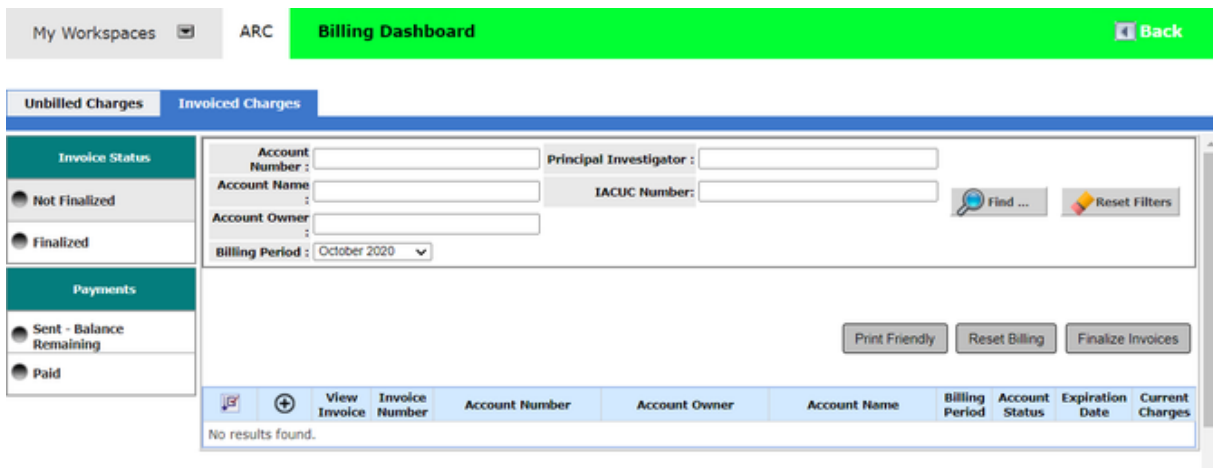 My Workspaces ARC Billing Dashboard Back
Unbilled Charges Invoiced Charges
Invoice Status
Not Finalized
Finalized
Payments
Sent - Balance
Remaining
Paid
Account
Number :
Principal Investigator :
Account Name
:
IACUC Number:
Account Owner
:
Billing Period : October 2020
Find ... Reset Filters
Print Friendly Reset Billing Finalize Invoices
View
Invoice
Invoice
Number
Account Number
Account Owner
Account Name
Billing
Period
Account
Status
Expiration
Date
Current
Charges
No results found.